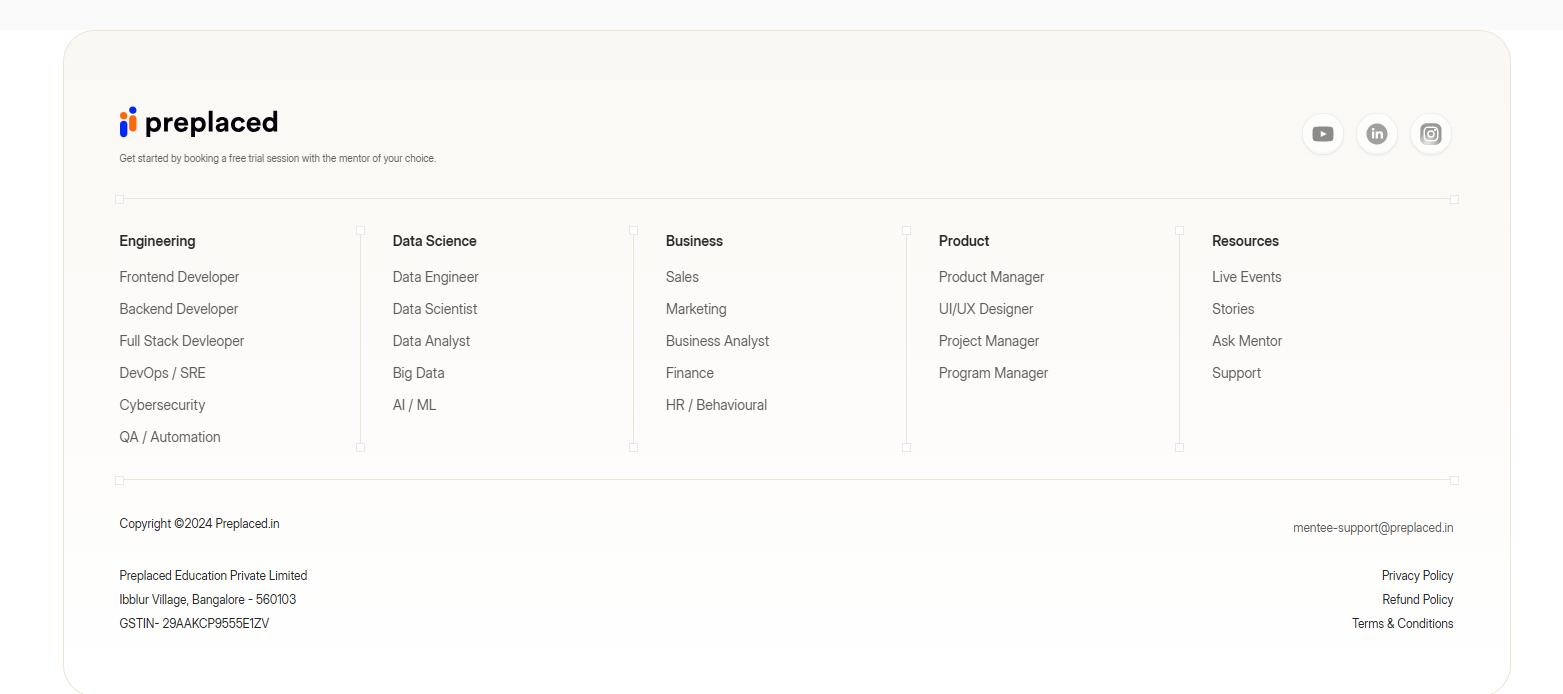 preplaced
Get started by booking a free trial session with the mentor of your choice.
Engineering
Frontend Developer
Backend Developer
Full Stack Devleoper
DevOps / SRE
Cybersecurity
QA / Automation
Data Science
Data Engineer
Data Scientist
Data Analyst
Big Data
AI / ML
Business
Sales
Marketing
Business Analyst
Finance
HR / Behavioural
Product
Product Manager
UI/UX Designer
Project Manager
Program Manager
Resources
Live Events
Stories
Ask Mentor
Support
Copyright ©2024 Preplaced.in
mentee-support@preplaced.in
Preplaced Education Private Limited
Ibblur Village, Bangalore - 560103
GSTIN- 29AAKCP9555E1ZV
Privacy Policy
Refund Policy
Terms & Conditions